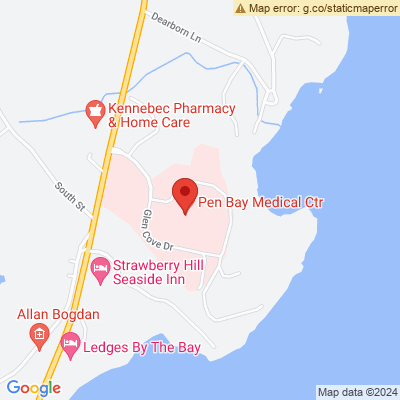 Map error: g.co/staticmaperror
Dearborn Ln
Kennebec Pharmacy
& Home Care
South St
Pen Bay Medical Ctr
Glen Cove Dr
Strawberry Hill
Seaside Inn
Allan Bogdan
Ledges By The Bay
Google
Map data ©2024